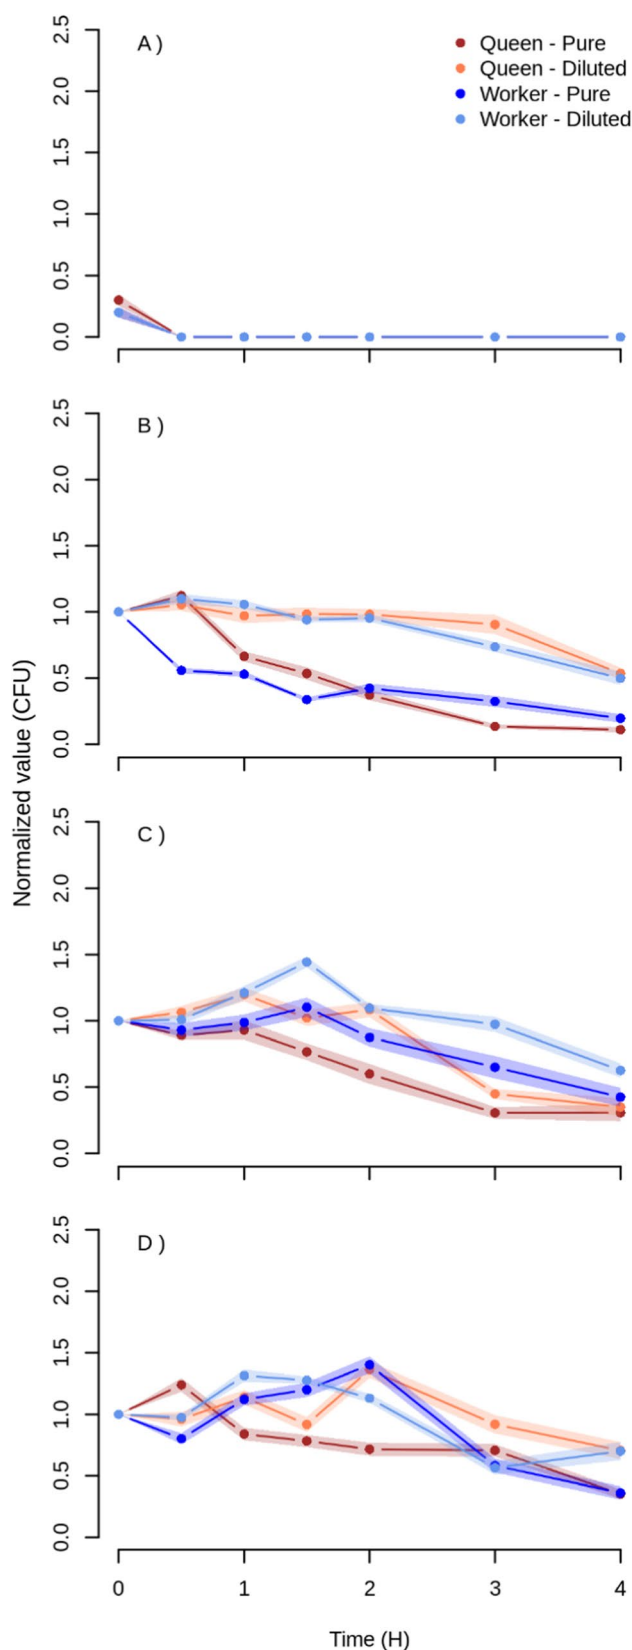 A )
Queen - Pure
Queen - Diluted
Worker - Pure
Worker - Diluted
2.5
2.0
1.5
1.0
0.5
0.0
B )
2.5
2.0
1.5
1.0
0.5
0.0
Normalized value (CFU)
C )
2.5
2.0
1.5
1.0
0.5
0.0
D )
2.5
2.0
1.5
1.0
0.5
0.0
0 1 2 3 4
Time (H)